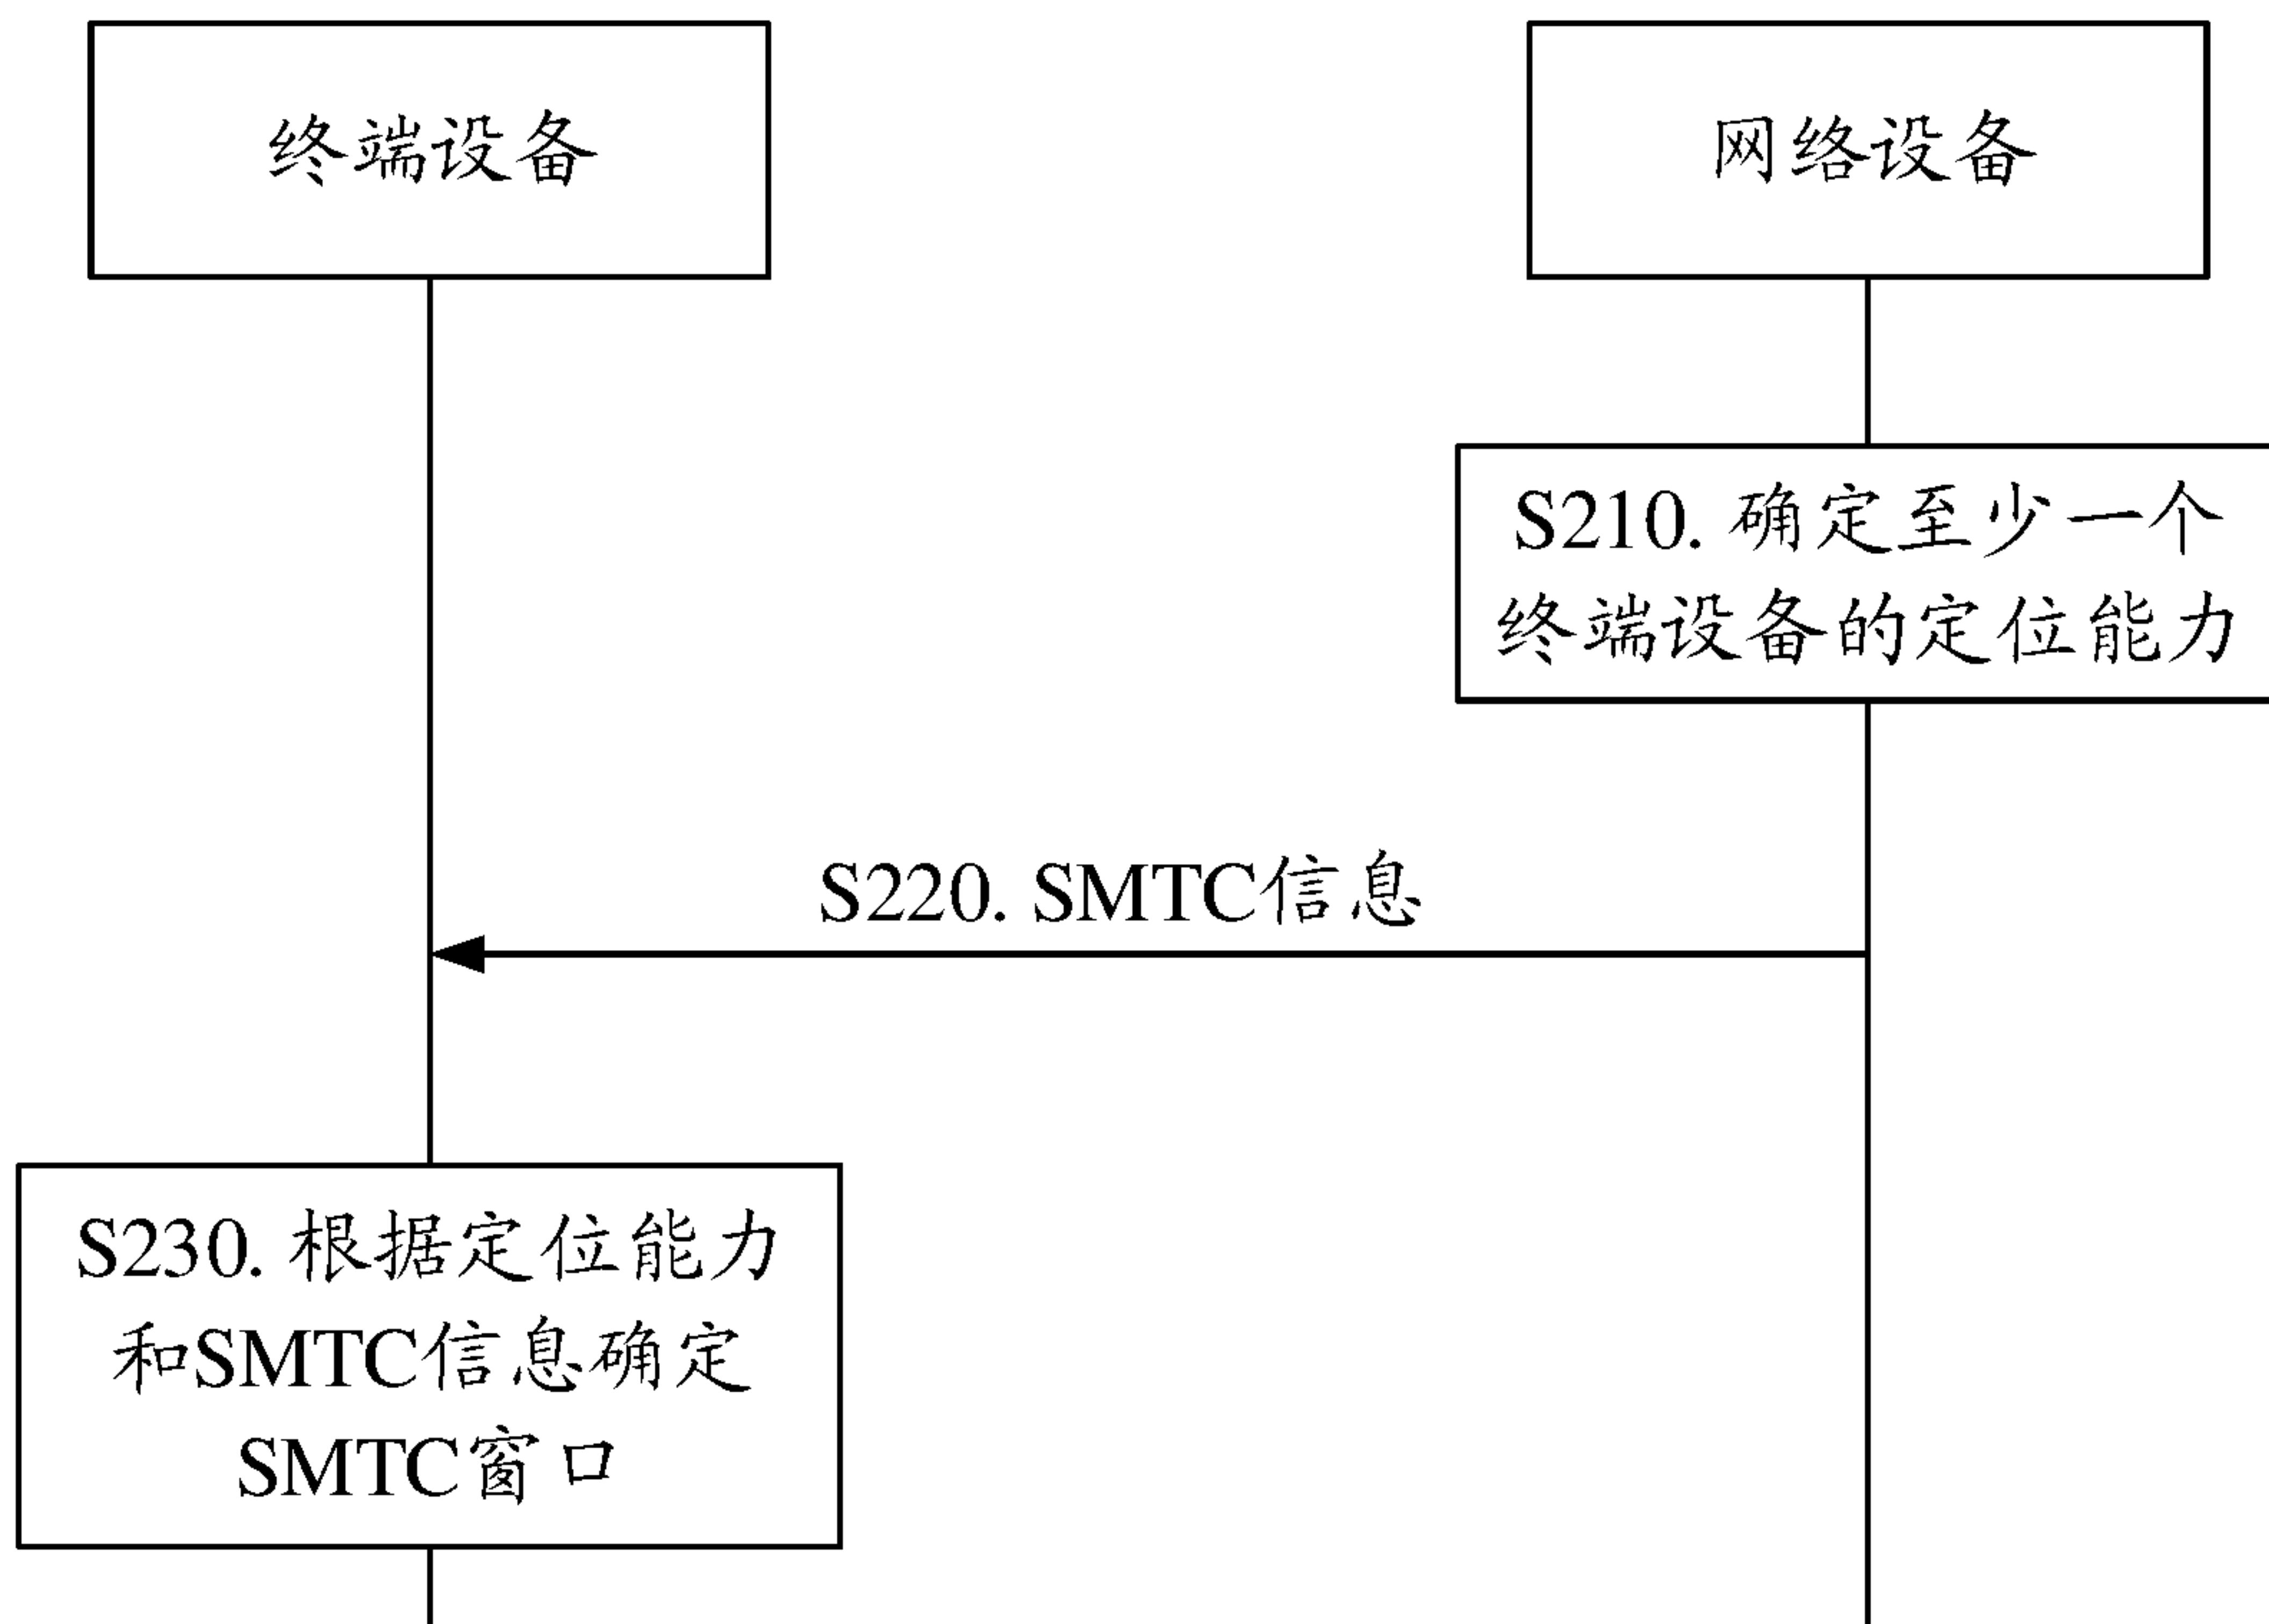 终端设备
网络设备
S210. 确定至少一个
终端设备的定位能力
S220. SMTC信息
S230. 根据定位能力
和SMTC信息确定
SMTC窗口